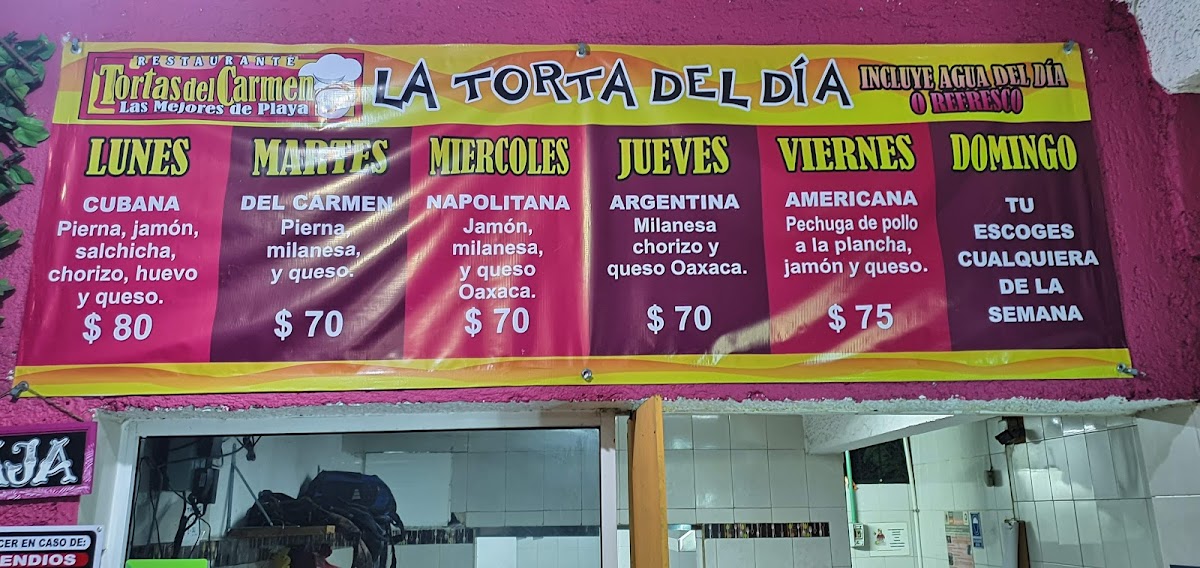 RESTAURANTE
Tortas del Carmen
Las Mejores de Playa
LA TORTA DEL DÍA
INCLUYE AGUA DEL DÍA
O REFRESCO
LUNES
CUBANA
Pierna, jamón,
salchicha,
chorizo, huevo
y queso.
$ 80
MARTES
DEL CARMEN
Pierna,
milanesa,
y queso.
$ 70
MIERCOLES
NAPOLITANA
Jamón,
milanesa,
y queso
Oaxaca.
$ 70
JUEVES
ARGENTINA
Milanesa
chorizo y
queso Oaxaca.
$ 70
VIERNES
AMERICANA
Pechuga de pollo
a la plancha,
jamón y queso.
$ 75
DOMINGO
TU
ESCOGES
CUALQUIERA
DE LA
SEMANA
EN CASO DE: